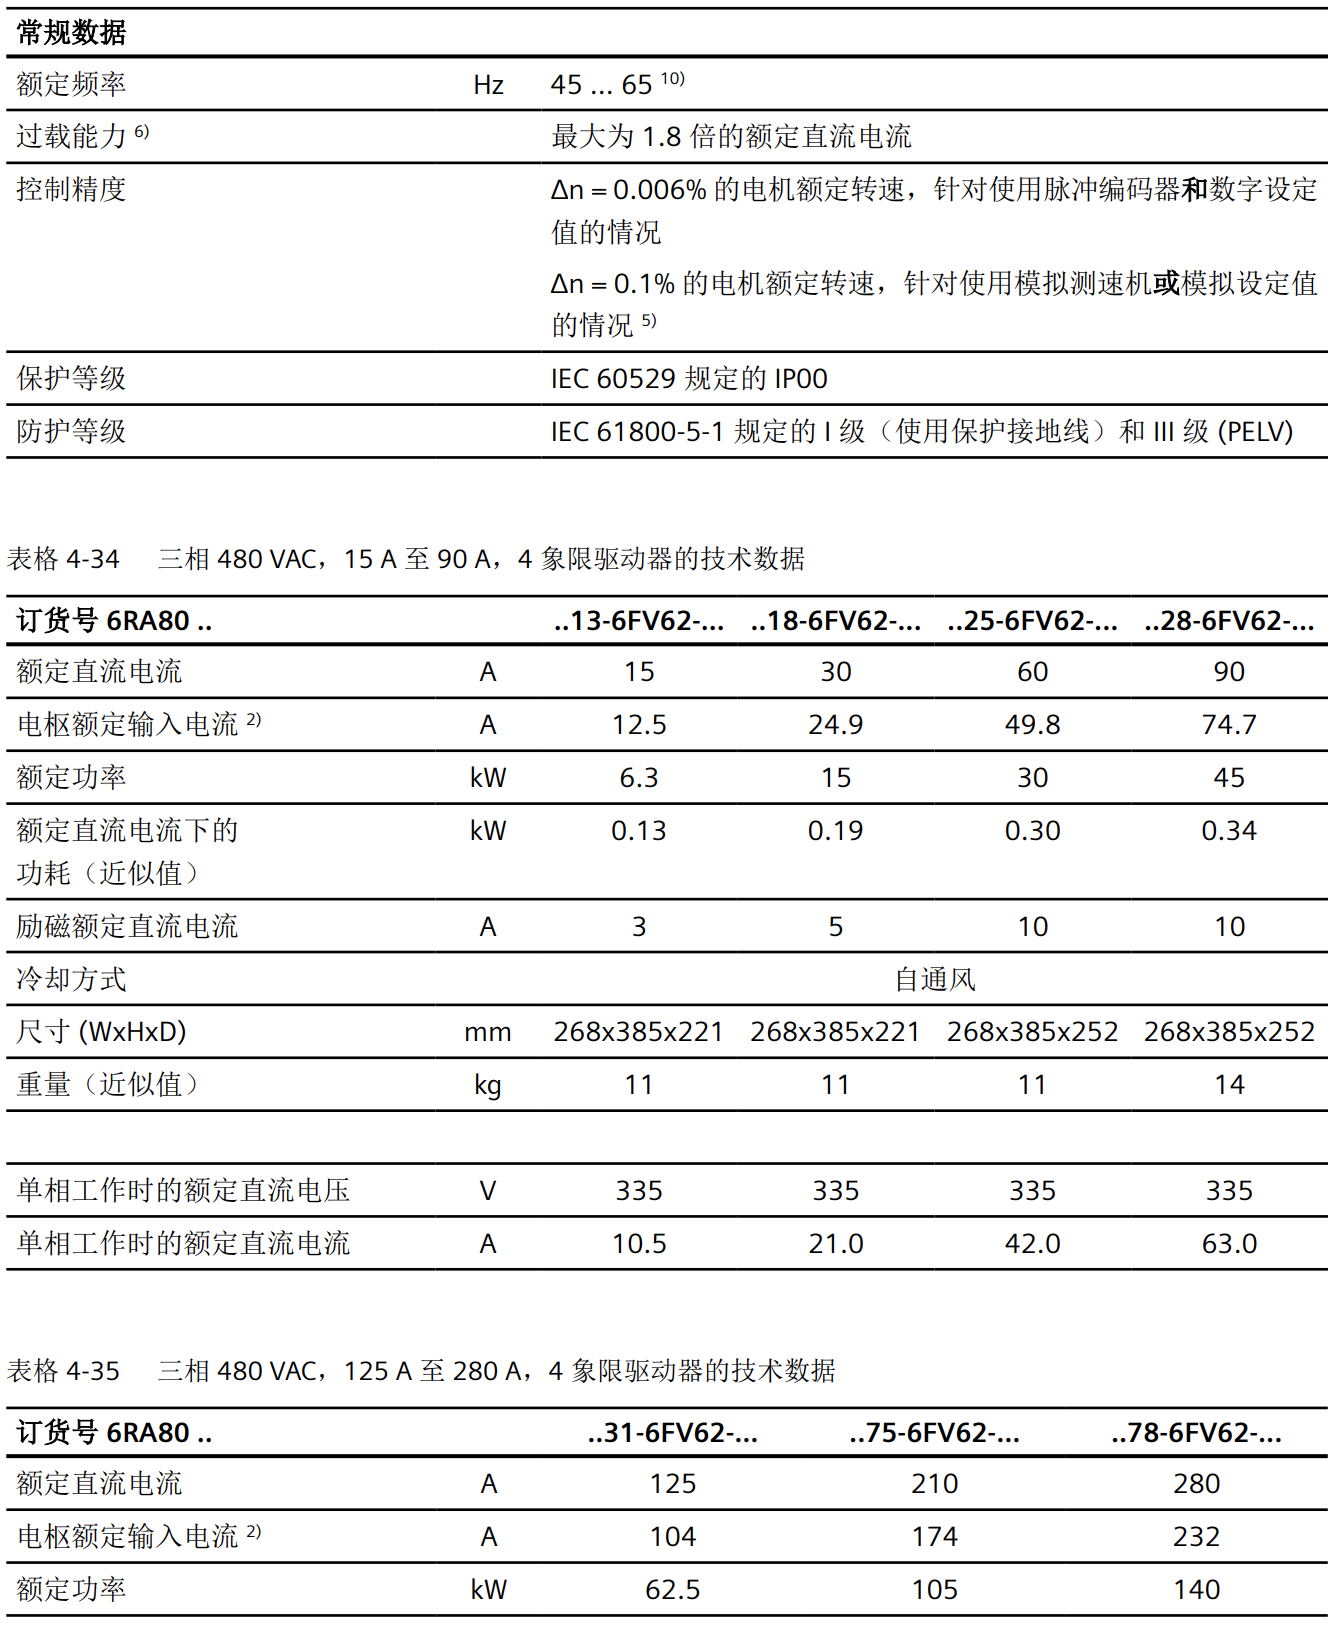 常规数据
额定频率 Hz 45 ... 65 10)
过载能力 6) 最大为 1.8 倍的额定直流电流
控制精度 Δn = 0.006% 的电机额定转速，针对使用脉冲编码器和数字设定
值的情况
Δn = 0.1% 的电机额定转速，针对使用模拟测速机或模拟设定值
的情况 5)
保护等级 IEC 60529 规定的 IP00
防护等级 IEC 61800-5-1 规定的 I 级（使用保护接地线）和 III 级 (PELV)
表格 4-34 三相 480 VAC，15 A 至 90 A，4 象限驱动器的技术数据
订货号 6RA80 .. ..13-6FV62-... ..18-6FV62-... ..25-6FV62-... ..28-6FV62-...
额定直流电流 A 15 30 60 90
电枢额定输入电流 2) A 12.5 24.9 49.8 74.7
额定功率 kW 6.3 15 30 45
额定直流电流下的 kW 0.13 0.19 0.30 0.34
功耗（近似值）
励磁额定直流电流 A 3 5 10 10
冷却方式 自通风
尺寸 (WxHxD) mm 268x385x221 268x385x221 268x385x252 268x385x252
重量（近似值） kg 11 11 11 14
单相工作时的额定直流电压 V 335 335 335 335
单相工作时的额定直流电流 A 10.5 21.0 42.0 63.0
表格 4-35 三相 480 VAC，125 A 至 280 A，4 象限驱动器的技术数据
订货号 6RA80 .. ..31-6FV62-... ..75-6FV62-... ..78-6FV62-...
额定直流电流 A 125 210 280
电枢额定输入电流 2) A 104 174 232
额定功率 kW 62.5 105 140